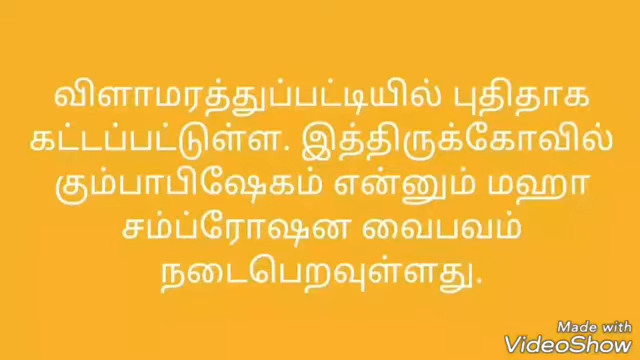 விளாமரத்துப்பட்டியில் புதிதாக
கட்டப்பட்டுள்ள. இத்திருக்கோவில்
கும்பாபிஷேகம் என்னும் மஹா
சம்ப்ரோஷன வைபவம்
நடைபெறவுள்ளது.
Made with
VideoShow